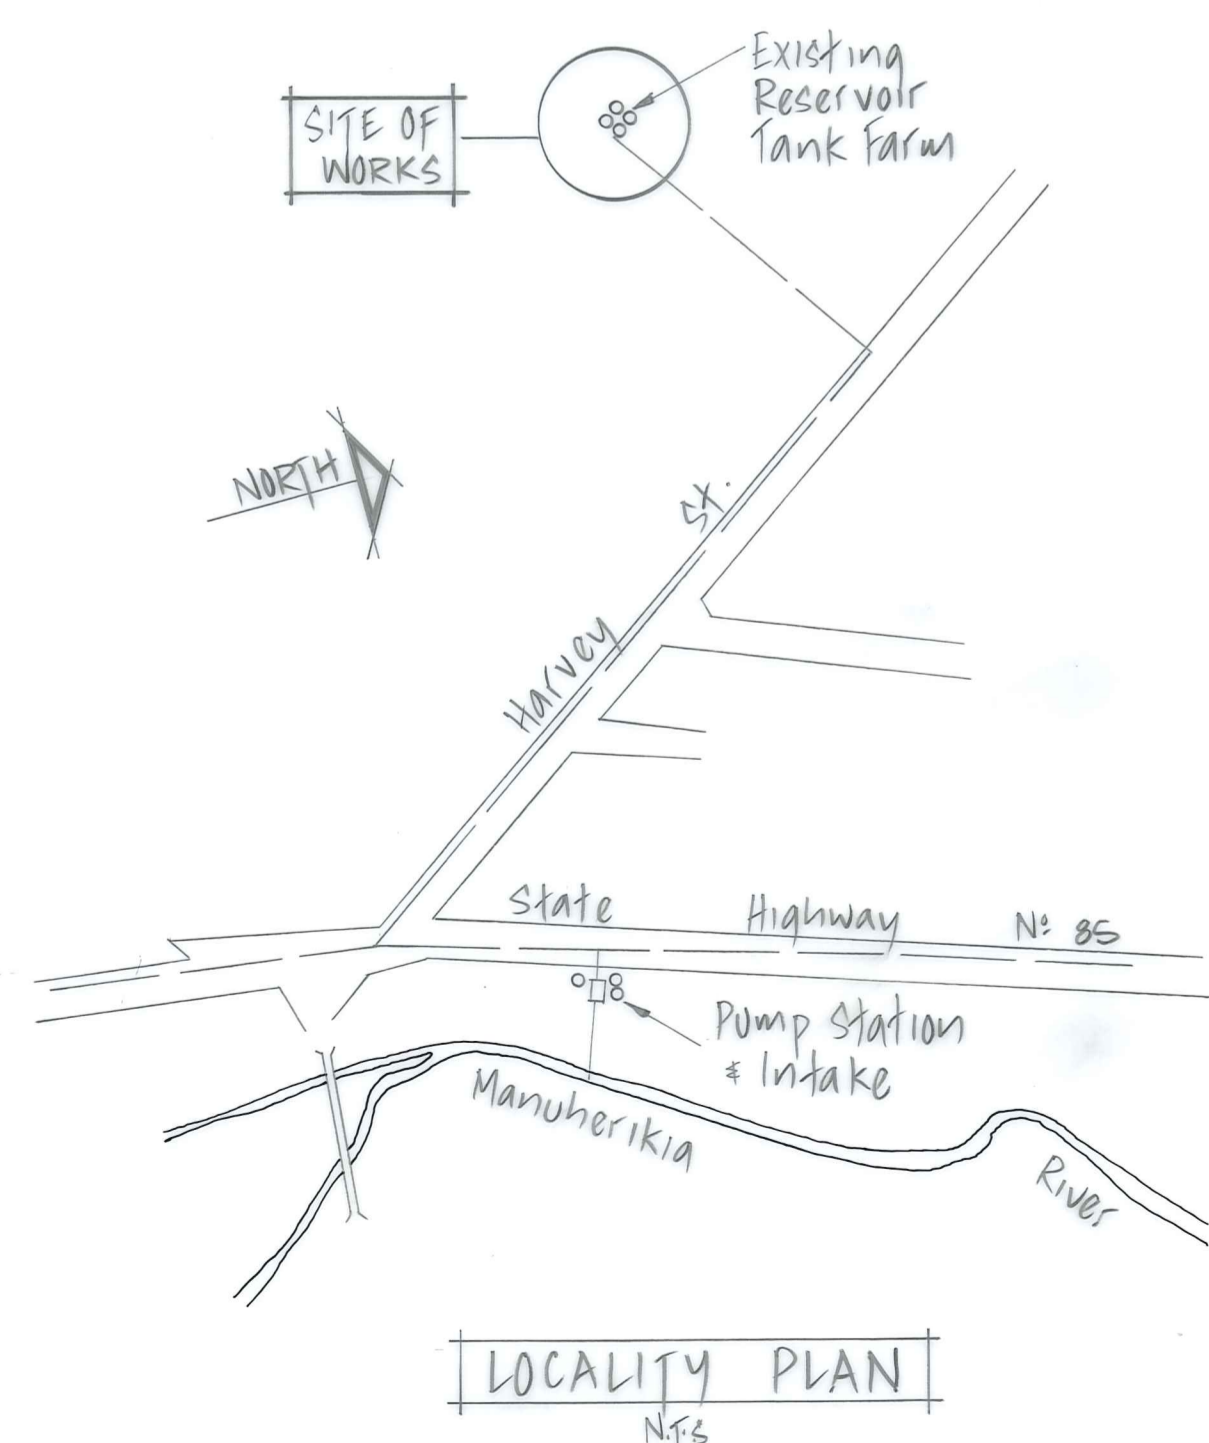 Existing
Reservoir
Tank Farm
SITE OF
WORKS
NORTH
Harvey St.
State Highway Nº 85
Pump Station
& Intake
Manuherikia River
LOCALITY PLAN
N.T.S